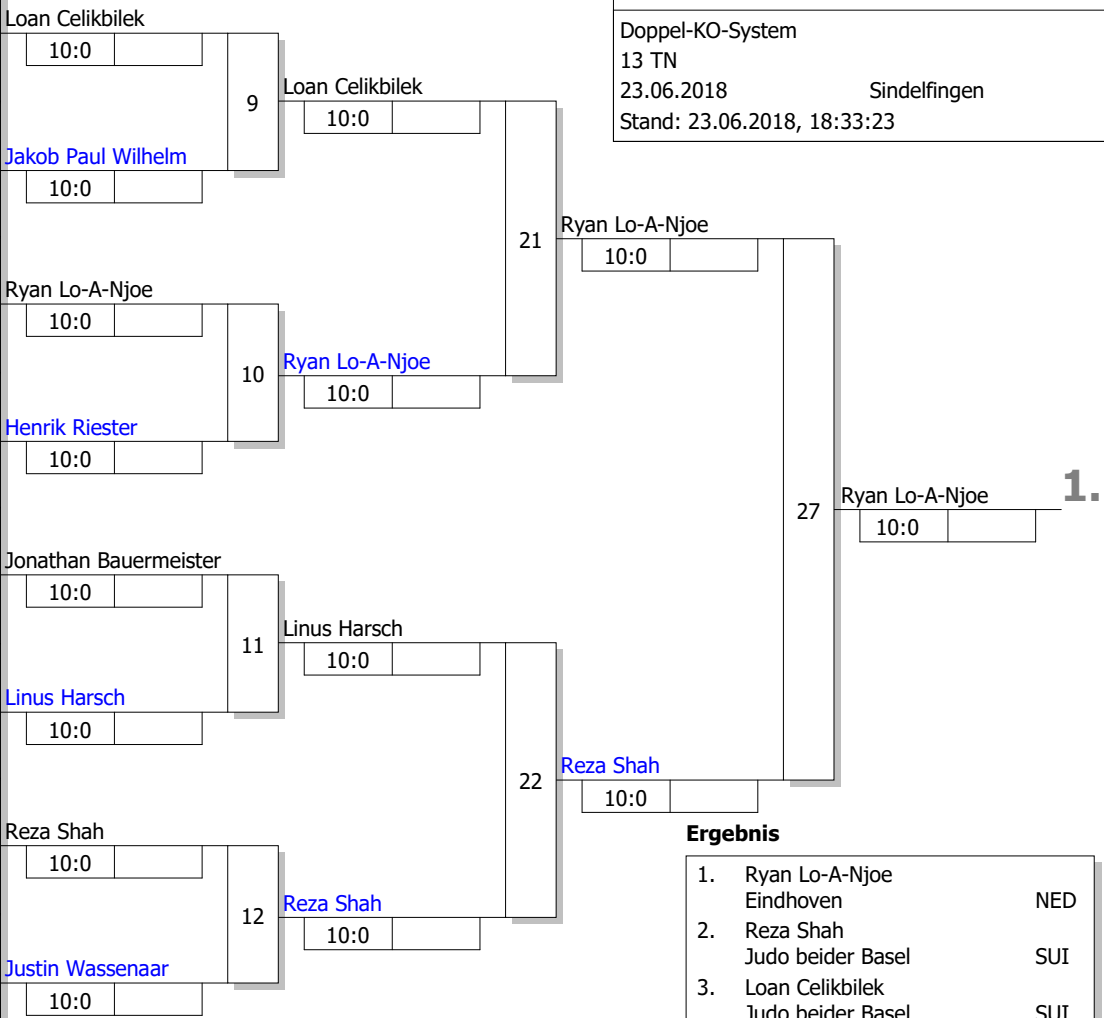 Doppel-KO-System
13 TN
23.06.2018 Sindelfingen
Stand: 23.06.2018, 18:33:23
Loan Celikbilek
10:0
9
Jakob Paul Wilhelm
10:0
Loan Celikbilek
10:0
Ryan Lo-A-Njoe
10:0
10
Henrik Riester
10:0
Ryan Lo-A-Njoe
10:0
21
Ryan Lo-A-Njoe
10:0
Jonathan Bauermeister
10:0
11
Linus Harsch
10:0
Linus Harsch
10:0
Reza Shah
10:0
12
Justin Wassenaar
10:0
Reza Shah
10:0
22
Reza Shah
10:0
27
Ryan Lo-A-Njoe
10:0
1.
Ergebnis
1. Ryan Lo-A-Njoe
Eindhoven NED
2. Reza Shah
Judo beider Basel SUI
3. Loan Celikbilek
Judo beider Basel SUI